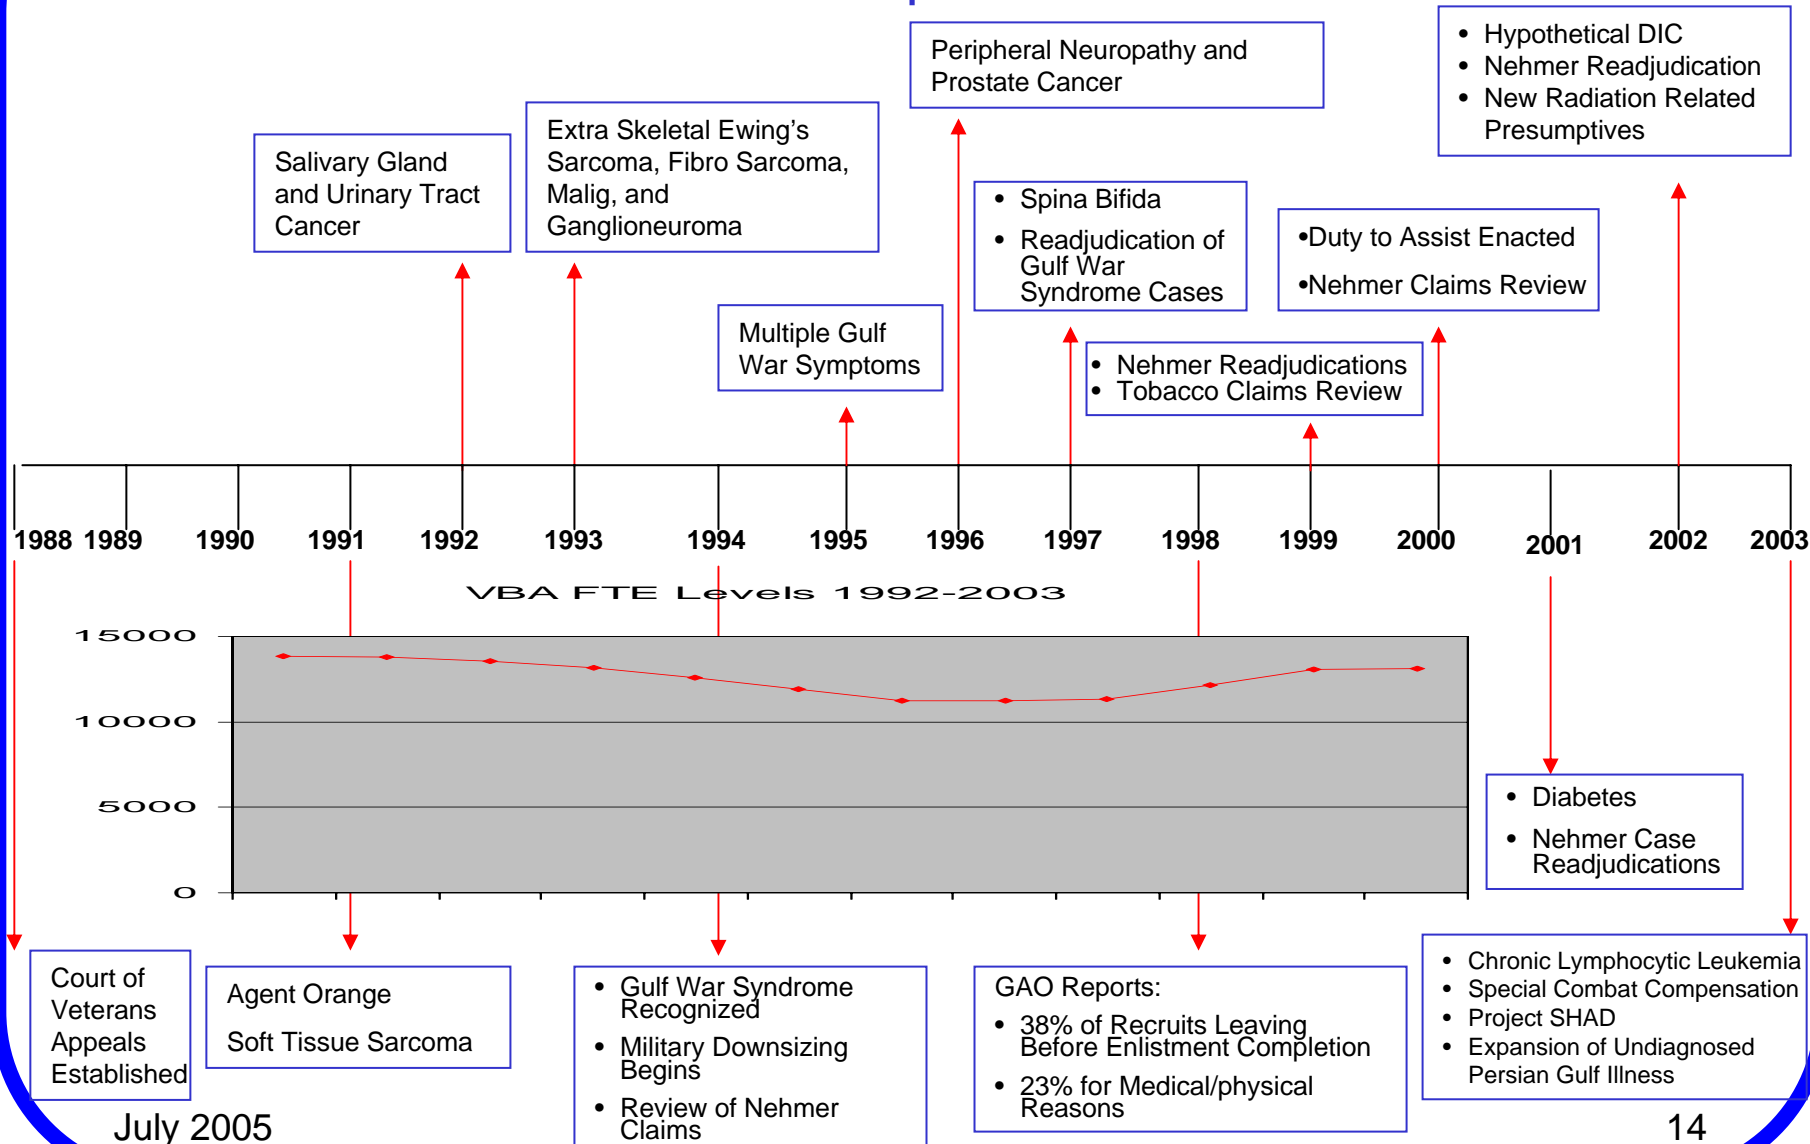 Peripheral Neuropathy and
Prostate Cancer
• Hypothetical DIC
• Nehmer Readjudication
• New Radiation Related
Presumptives
Salivary Gland
and Urinary Tract
Cancer
Extra Skeletal Ewing's
Sarcoma, Fibro Sarcoma,
Malig, and
Ganglioneuroma
• Spina Bifida
• Readjudication of
Gulf War
Syndrome Cases
•Duty to Assist Enacted
•Nehmer Claims Review
Multiple Gulf
War Symptoms
• Nehmer Readjudications
• Tobacco Claims Review
1988 1989 1990 1991 1992 1993 1994 1995 1996 1997 1998 1999 2000 2001 2002 2003
VBA FTE Levels 1992-2003
15000
10000
5000
0
• Diabetes
• Nehmer Case
Readjudications
Court of
Veterans
Appeals
Established
Agent Orange
Soft Tissue Sarcoma
• Gulf War Syndrome
Recognized
• Military Downsizing
Begins
• Review of Nehmer
Claims
GAO Reports:
• 38% of Recruits Leaving
Before Enlistment Completion
• 23% for Medical/physical
Reasons
• Chronic Lymphocytic Leukemia
• Special Combat Compensation
• Project SHAD
• Expansion of Undiagnosed
Persian Gulf Illness
July 2005
14